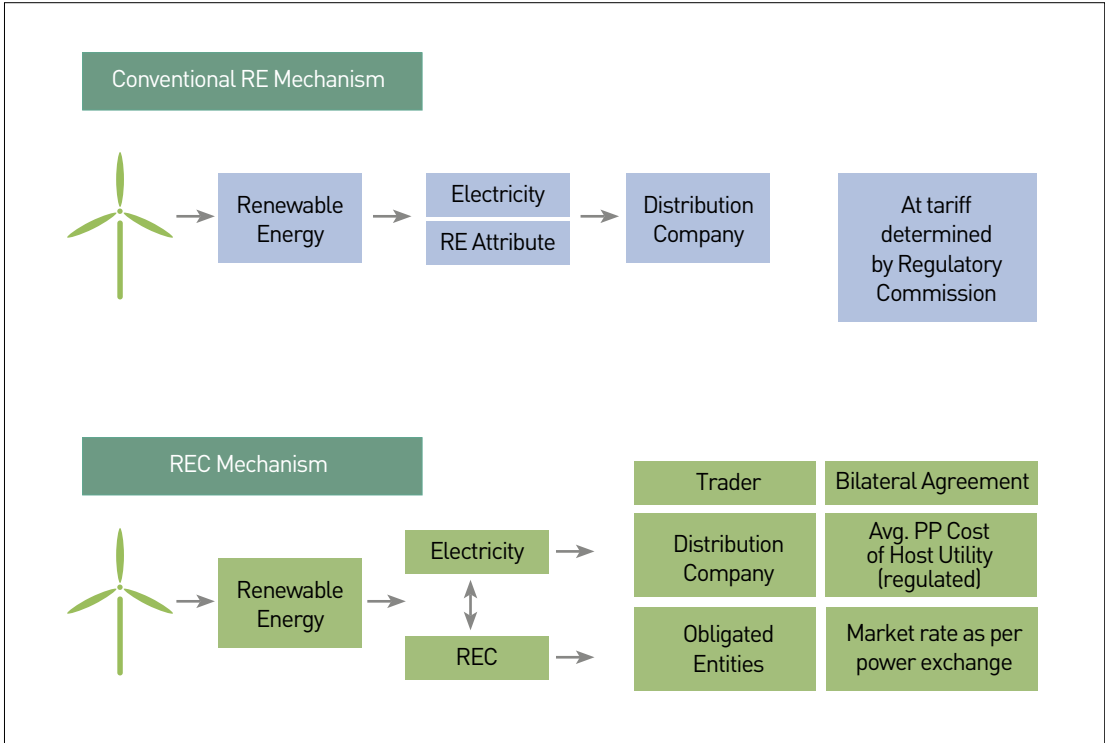 Conventional RE Mechanism
Renewable
Energy
Electricity
RE Attribute
Distribution
Company
At tariff
determined
by Regulatory
Commission
REC Mechanism
Renewable
Energy
Electricity
REC
Trader
Bilateral Agreement
Distribution
Company
Avg. PP Cost
of Host Utility
(regulated)
Obligated
Entities
Market rate as per
power exchange